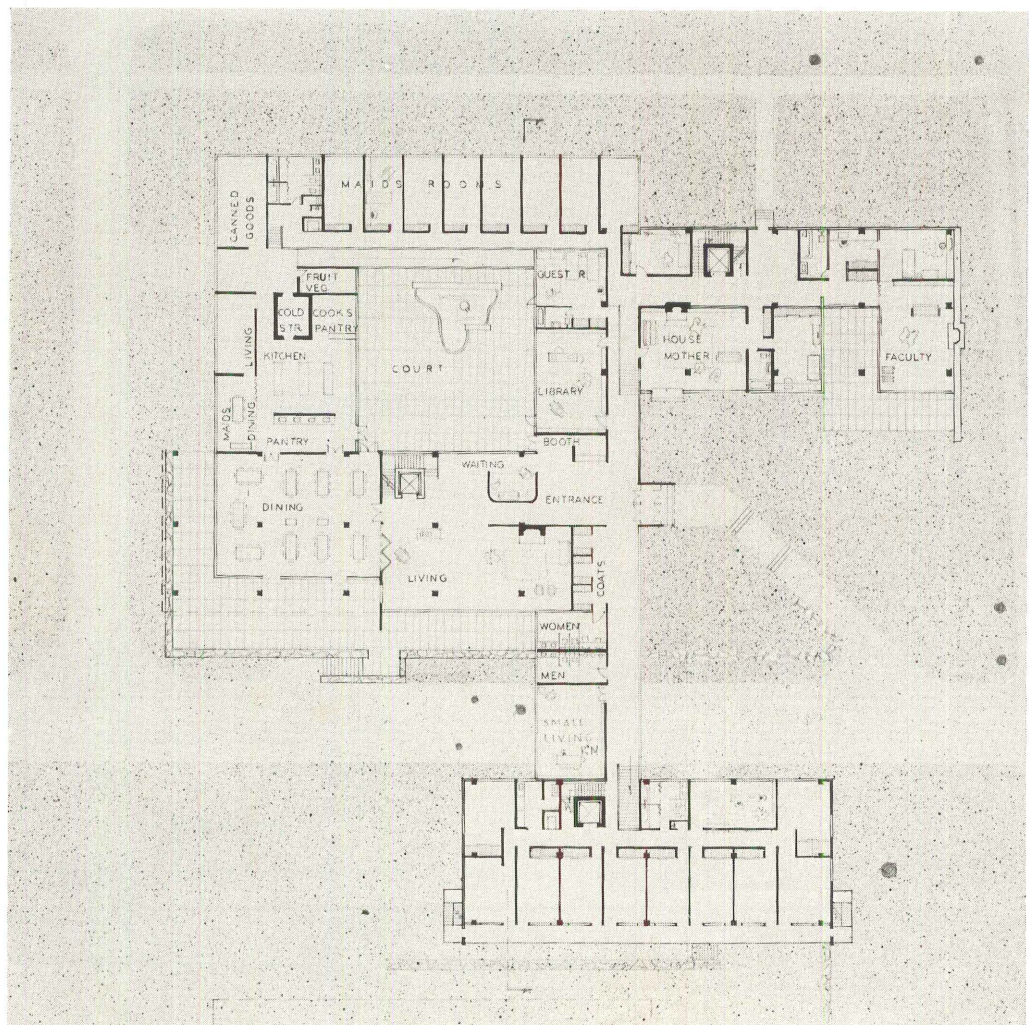 MAIDS ROOMS
CANNED
GOODS
FRUIT
VEG.
GUEST R.
COLD
STR.
COOK'S
PANTRY
LIVING
KITCHEN
COURT
HOUSE
MOTHER
FACULTY
LIBRARY
MAIDS
DINING
PANTRY
BOOTH
WAITING
ENTRANCE
DINING
LIVING
COATS
WOMEN
MEN
SMALL
LIVING